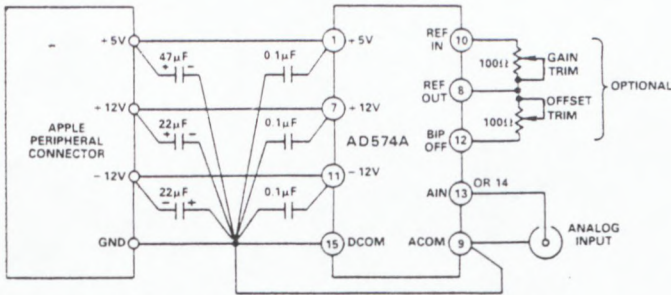 +5V
47µF
+ -
0.1µF
1
+5V
REF IN
10
100Ω
GAIN TRIM
APPLE PERIPHERAL CONNECTOR
+12V
22µF
+ -
0.1µF
7
+12V
REF OUT
8
OPTIONAL
AD574A
100Ω
OFFSET TRIM
BIP OFF
12
-12V
22µF
- +
0.1µF
11
-12V
AIN
13
OR 14
GND
15
DCOM
ACOM
9
ANALOG INPUT